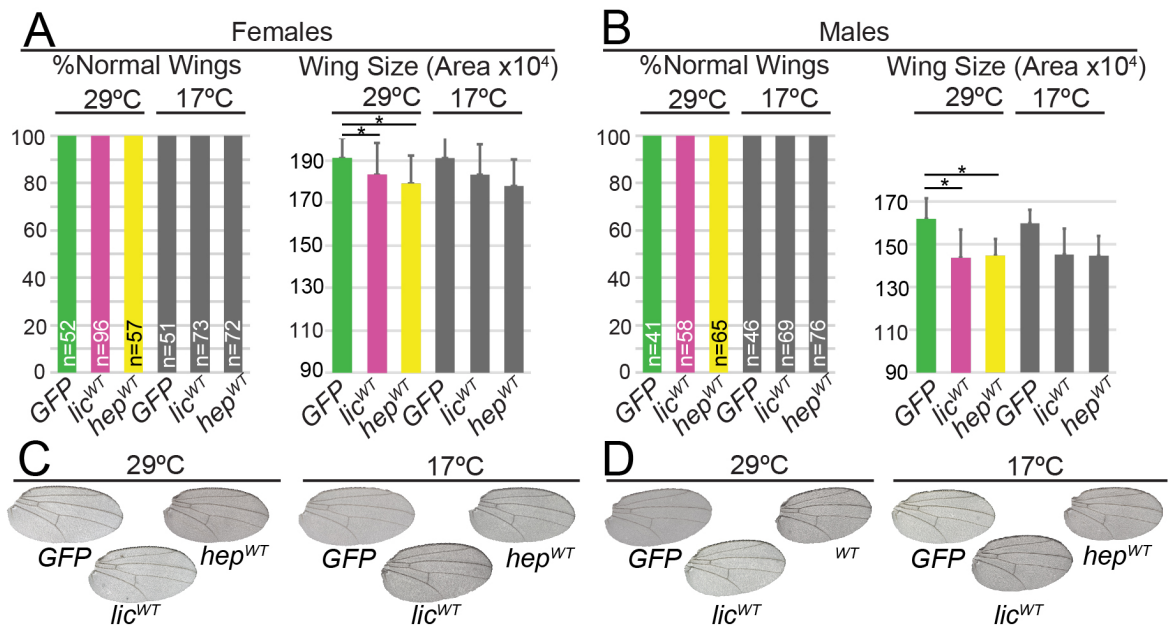 A Females
%Normal Wings Wing Size (Area x10⁴)
29ºC 17ºC 29ºC 17ºC
100
80
60
40
20
0
n=52 n=96 n=57 n=51 n=73 n=72
GFP licᵂᵀ hepᵂᵀ GFP licᵂᵀ hepᵂᵀ
* *
190
170
150
130
110
90
GFP licᵂᵀ hepᵂᵀ GFP licᵂᵀ hepᵂᵀ
B Males
%Normal Wings Wing Size (Area x10⁴)
29ºC 17ºC 29ºC 17ºC
100
80
60
40
20
0
n=41 n=58 n=65 n=46 n=69 n=76
GFP licᵂᵀ hepᵂᵀ GFP licᵂᵀ hepᵂᵀ
* *
170
150
130
110
90
GFP licᵂᵀ hepᵂᵀ GFP licᵂᵀ hepᵂᵀ
C 29ºC 17ºC
GFP hepᵂᵀ GFP hepᵂᵀ
licᵂᵀ licᵂᵀ
D 29ºC 17ºC
GFP ᵂᵀ GFP hepᵂᵀ
licᵂᵀ licᵂᵀ